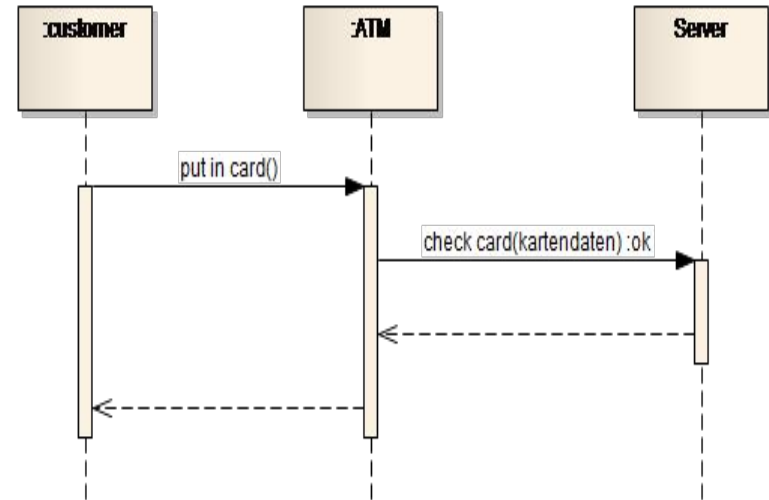 :customer
:ATM
Server
put in card()
check card(kartendaten) :ok